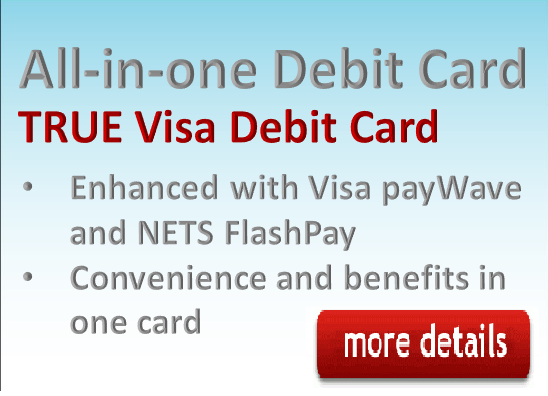 All-in-one Debit Card
TRUE Visa Debit Card
• Enhanced with Visa payWave
and NETS FlashPay
• Convenience and benefits in
one card
more details